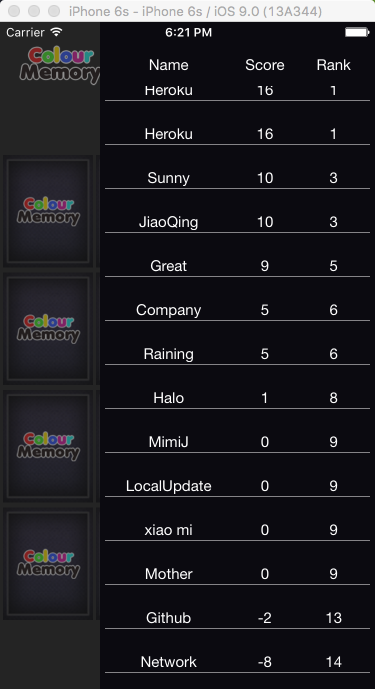 iPhone 6s - iPhone 6s / iOS 9.0 (13A344)
Carrier 6:21 PM
Colour
Memory
Name Score Rank
Heroku 16 1
Heroku 16 1
Sunny 10 3
Colour
Memory
JiaoQing 10 3
Great 9 5
Company 5 6
Colour
Memory
Raining 5 6
Halo 1 8
MimiJ 0 9
Colour
Memory
LocalUpdate 0 9
xiao mi 0 9
Colour
Memory
Mother 0 9
Github -2 13
Network -8 14